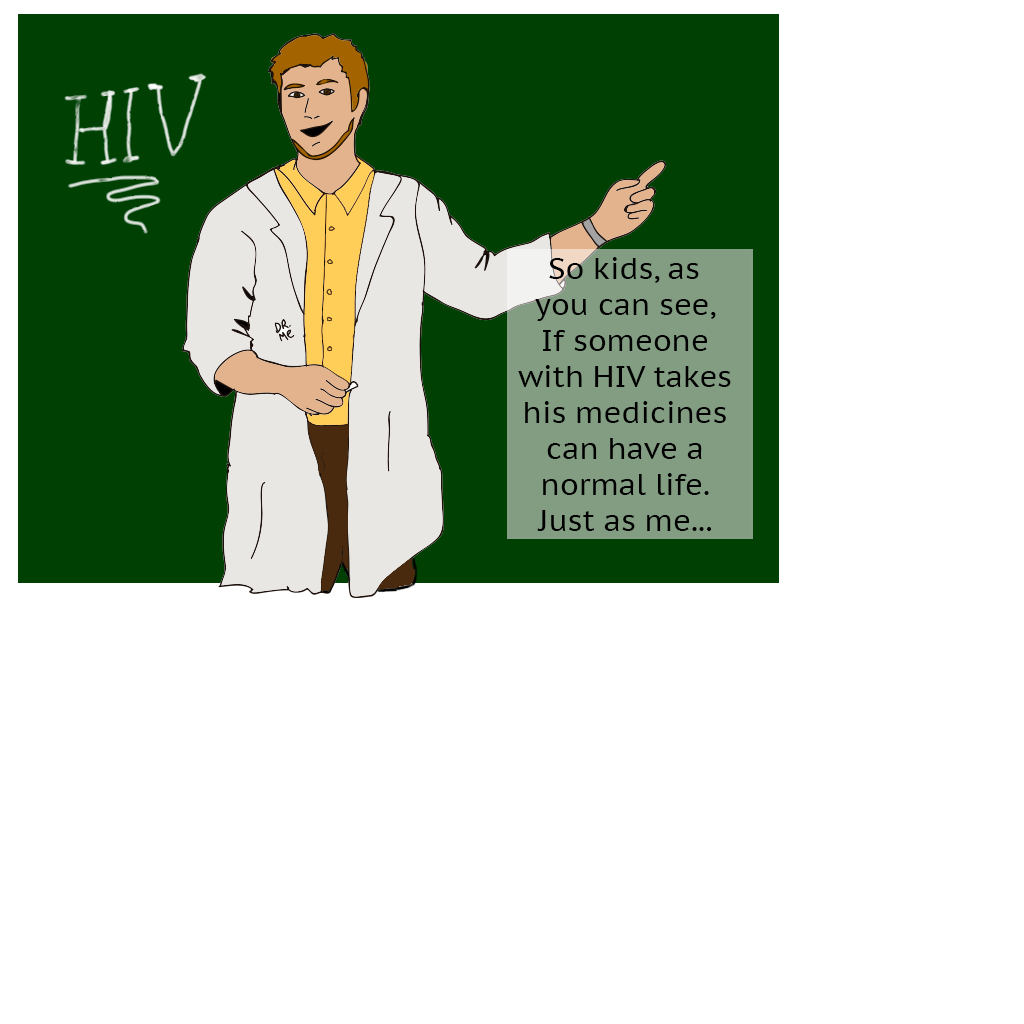 HIV
DR.
Me
So kids, as
you can see,
If someone
with HIV takes
his medicines
can have a
normal life.
Just as me...